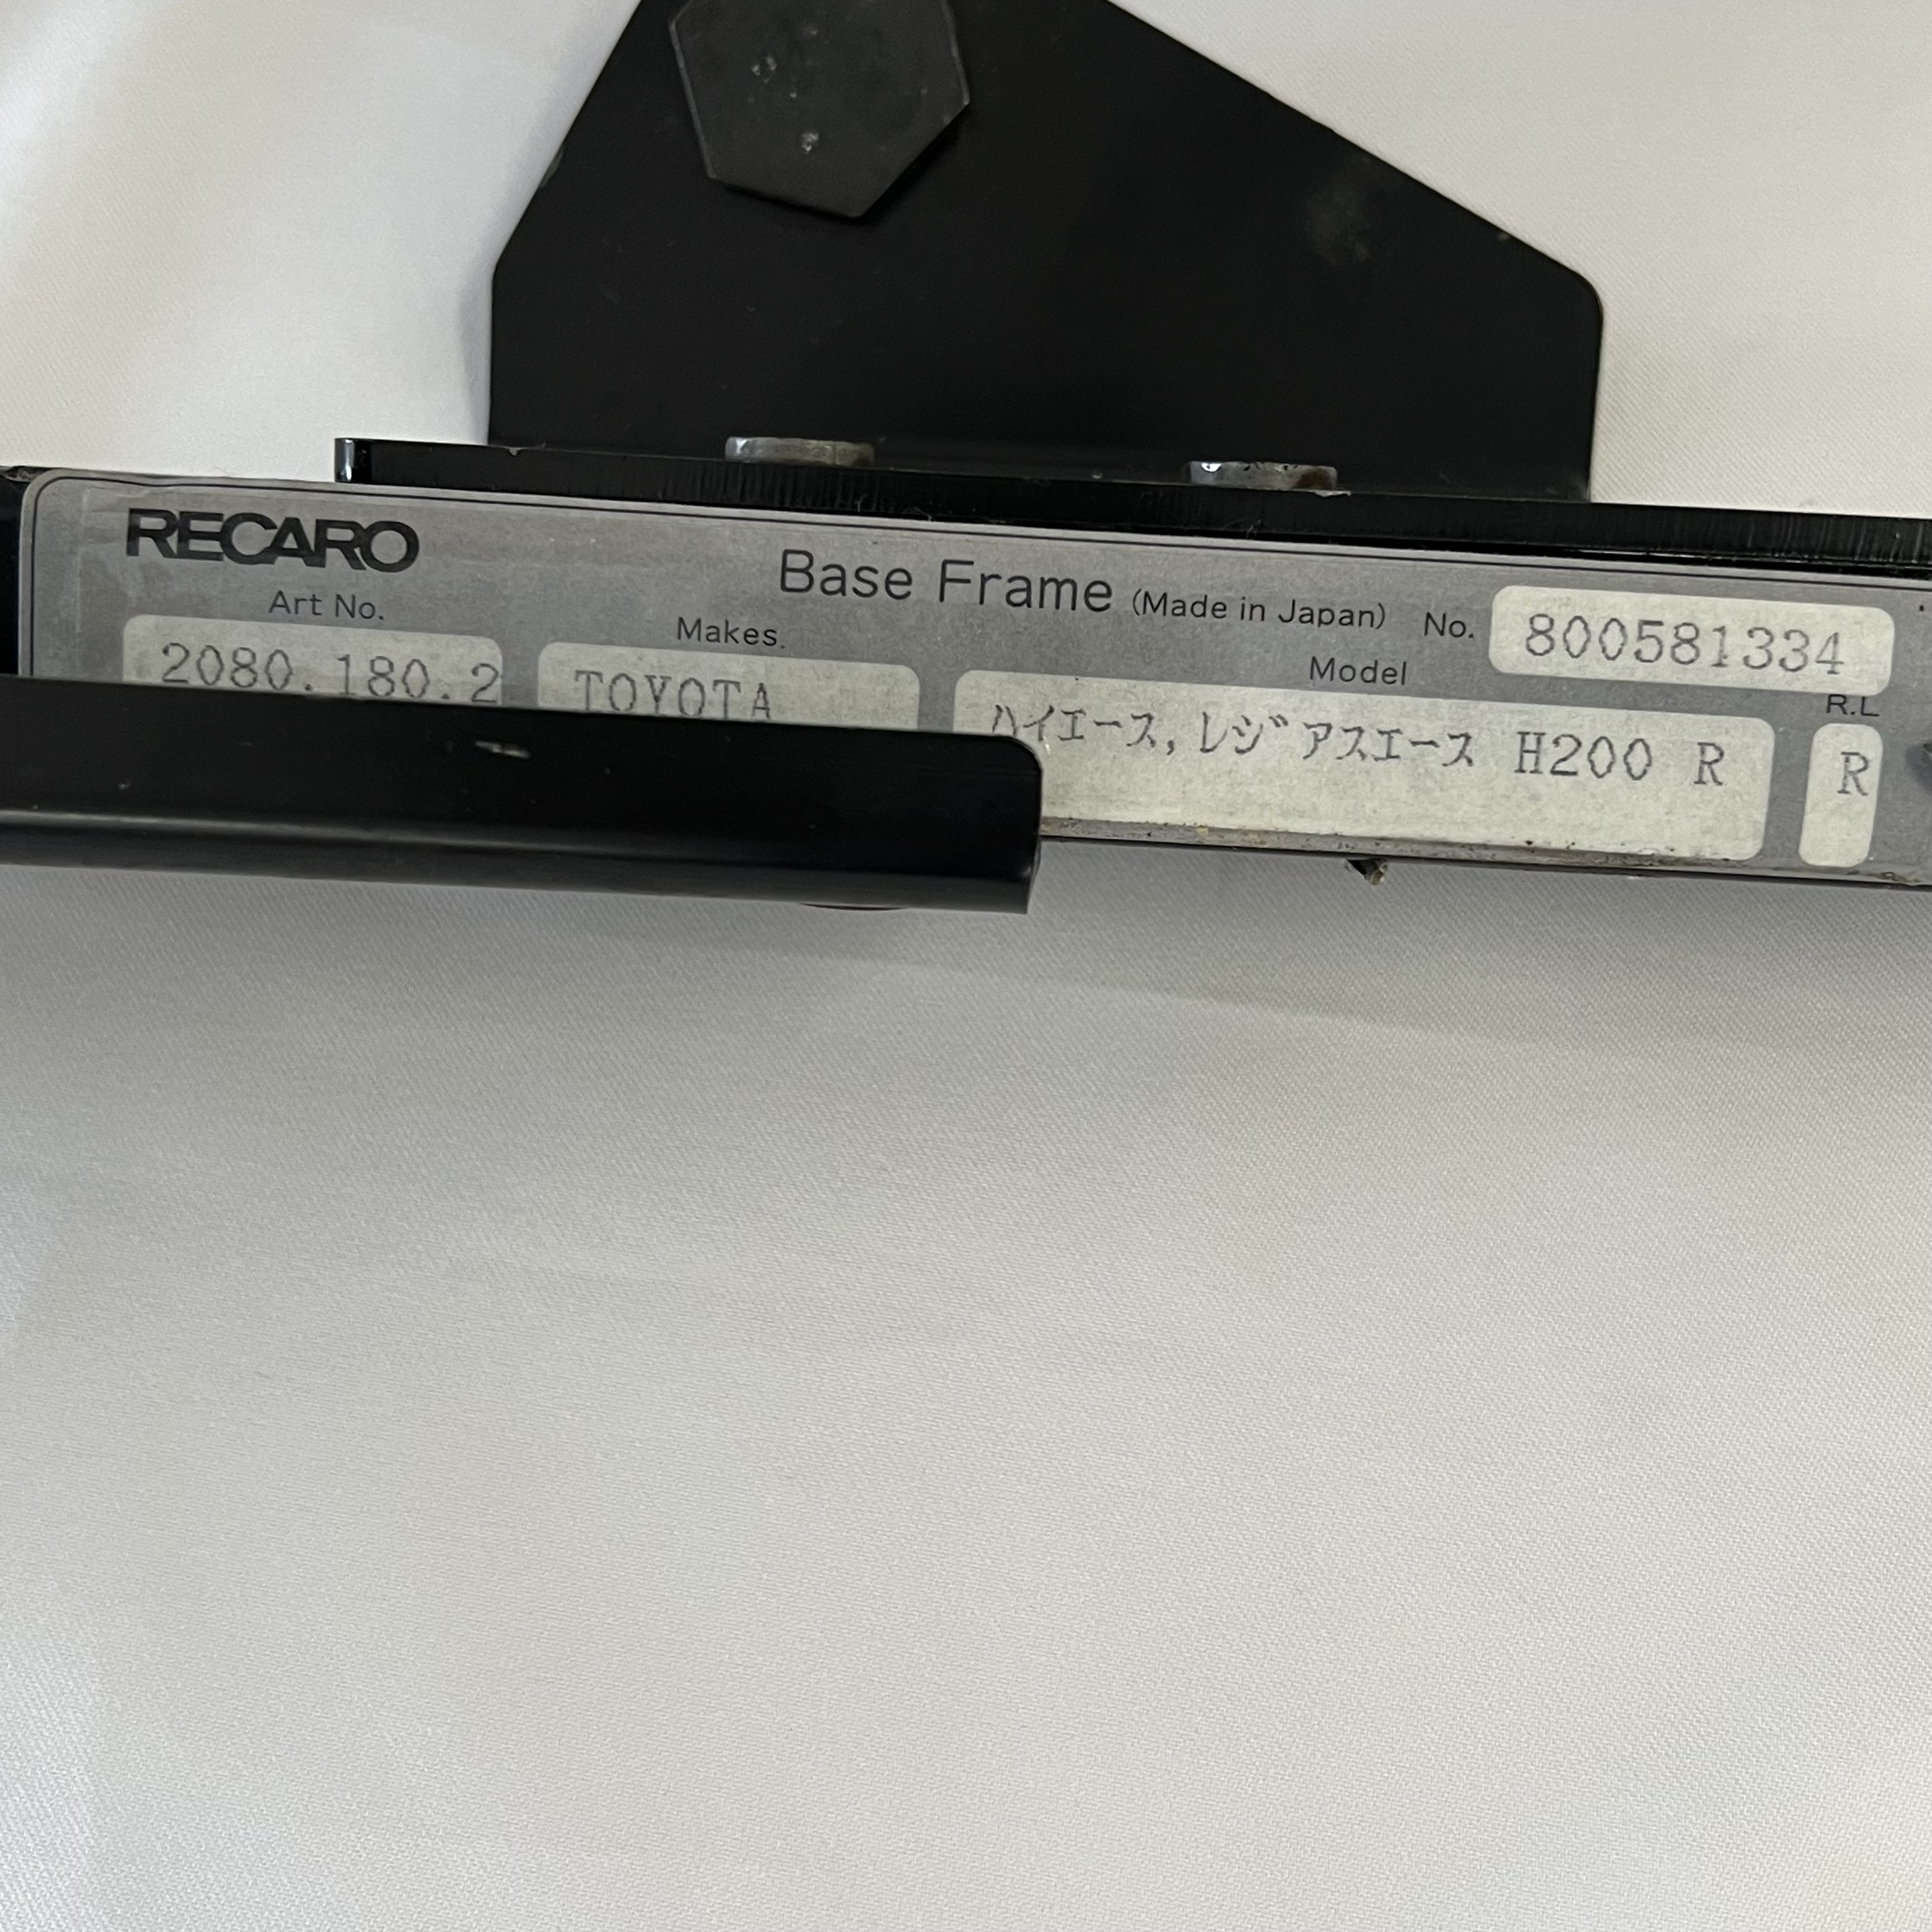 RECARO
Base Frame (Made in Japan) No. 800581334
Art No. Makes. Model R.L
2080.180.2 TOYOTA ハイエース,レジアスエース H200 R R